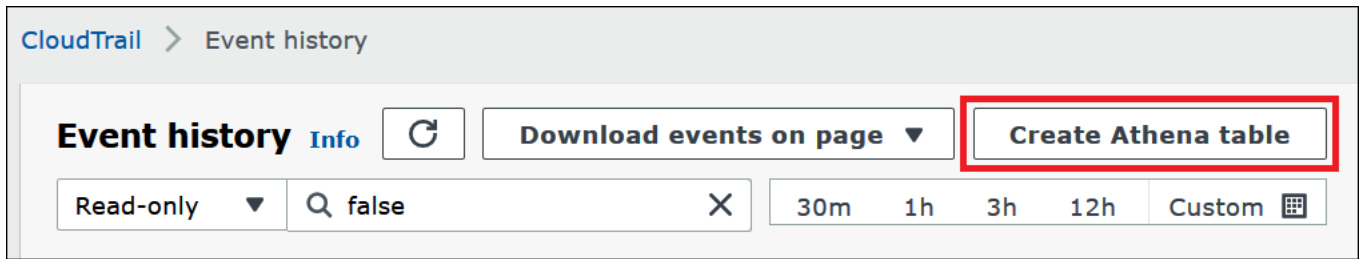 CloudTrail > Event history
Event history Info Download events on page ▼ Create Athena table
Read-only ▼ false 30m 1h 3h 12h Custom